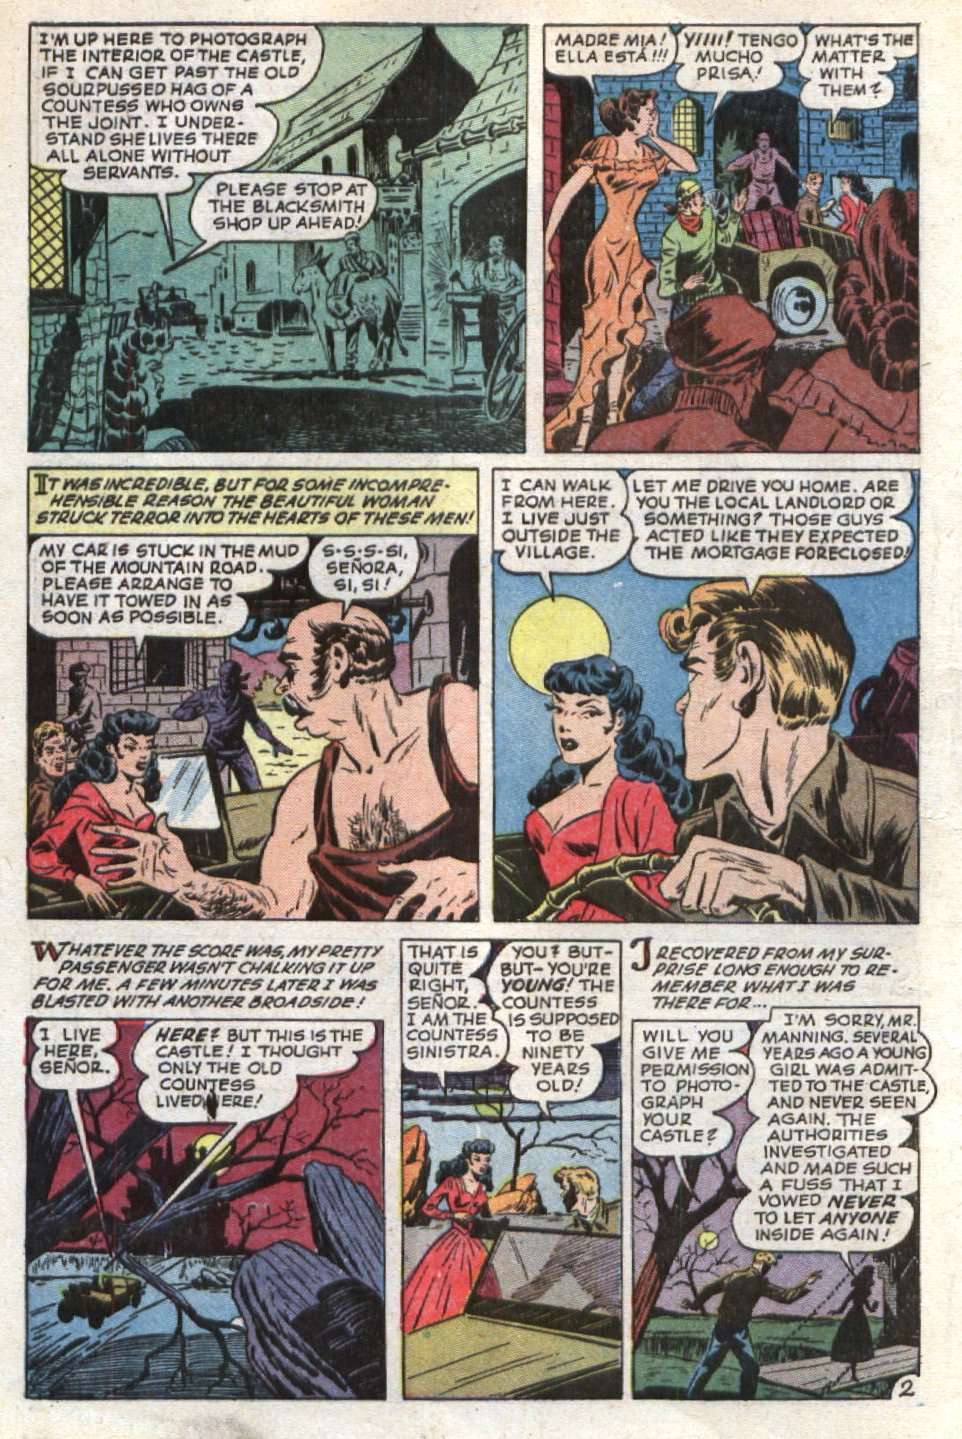 I'M UP HERE TO PHOTOGRAPH
THE INTERIOR OF THE CASTLE,
IF I CAN GET PAST THE OLD
SOURPUSSED HAG OF A
COUNTESS WHO OWNS
THE JOINT. I UNDER-
STAND SHE LIVES THERE
ALL ALONE WITHOUT
SERVANTS.
PLEASE STOP AT
THE BLACKSMITH
SHOP UP AHEAD!
MADRE MIA!
ELLA ESTÁ!!!
YIIII! TENGO
MUCHO
PRISA!
WHAT'S THE
MATTER
WITH
THEM?
IT WAS INCREDIBLE, BUT FOR SOME INCOMPRE-
HENSIBLE REASON THE BEAUTIFUL WOMAN
STRUCK TERROR INTO THE HEARTS OF THESE MEN!
MY CAR IS STUCK IN THE MUD
OF THE MOUNTAIN ROAD.
PLEASE ARRANGE TO
HAVE IT TOWED IN AS
SOON AS POSSIBLE.
S-S-S-SI,
SEÑORA,
SI, SI!
I CAN WALK
FROM HERE.
I LIVE JUST
OUTSIDE THE
VILLAGE.
LET ME DRIVE YOU HOME. ARE
YOU THE LOCAL LANDLORD OR
SOMETHING? THOSE GUYS
ACTED LIKE THEY EXPECTED
THE MORTGAGE FORECLOSED!
WHATEVER THE SCORE WAS, MY PRETTY
PASSENGER WASN'T CHALKING IT UP
FOR ME. A FEW MINUTES LATER I WAS
BLASTED WITH ANOTHER BROADSIDE!
I LIVE
HERE,
SEÑOR.
HERE? BUT THIS IS THE
CASTLE! I THOUGHT
ONLY THE OLD
COUNTESS
LIVED HERE!
THAT IS
QUITE
RIGHT,
SEÑOR.
I AM THE
COUNTESS
SINISTRA.
YOU? BUT-
BUT-YOU'RE
YOUNG! THE
COUNTESS
IS SUPPOSED
TO BE
NINETY
YEARS
OLD!
I RECOVERED FROM MY SUR-
PRISE LONG ENOUGH TO RE-
MEMBER WHAT I WAS
THERE FOR...
WILL YOU
GIVE ME
PERMISSION
TO PHOTO-
GRAPH
YOUR
CASTLE?
I'M SORRY, MR.
MANNING. SEVERAL
YEARS AGO A YOUNG
GIRL WAS ADMIT-
TED TO THE CASTLE,
AND NEVER SEEN
AGAIN. THE
AUTHORITIES
INVESTIGATED
AND MADE SUCH
A FUSS THAT I
VOWED NEVER
TO LET ANYONE
INSIDE AGAIN!
2